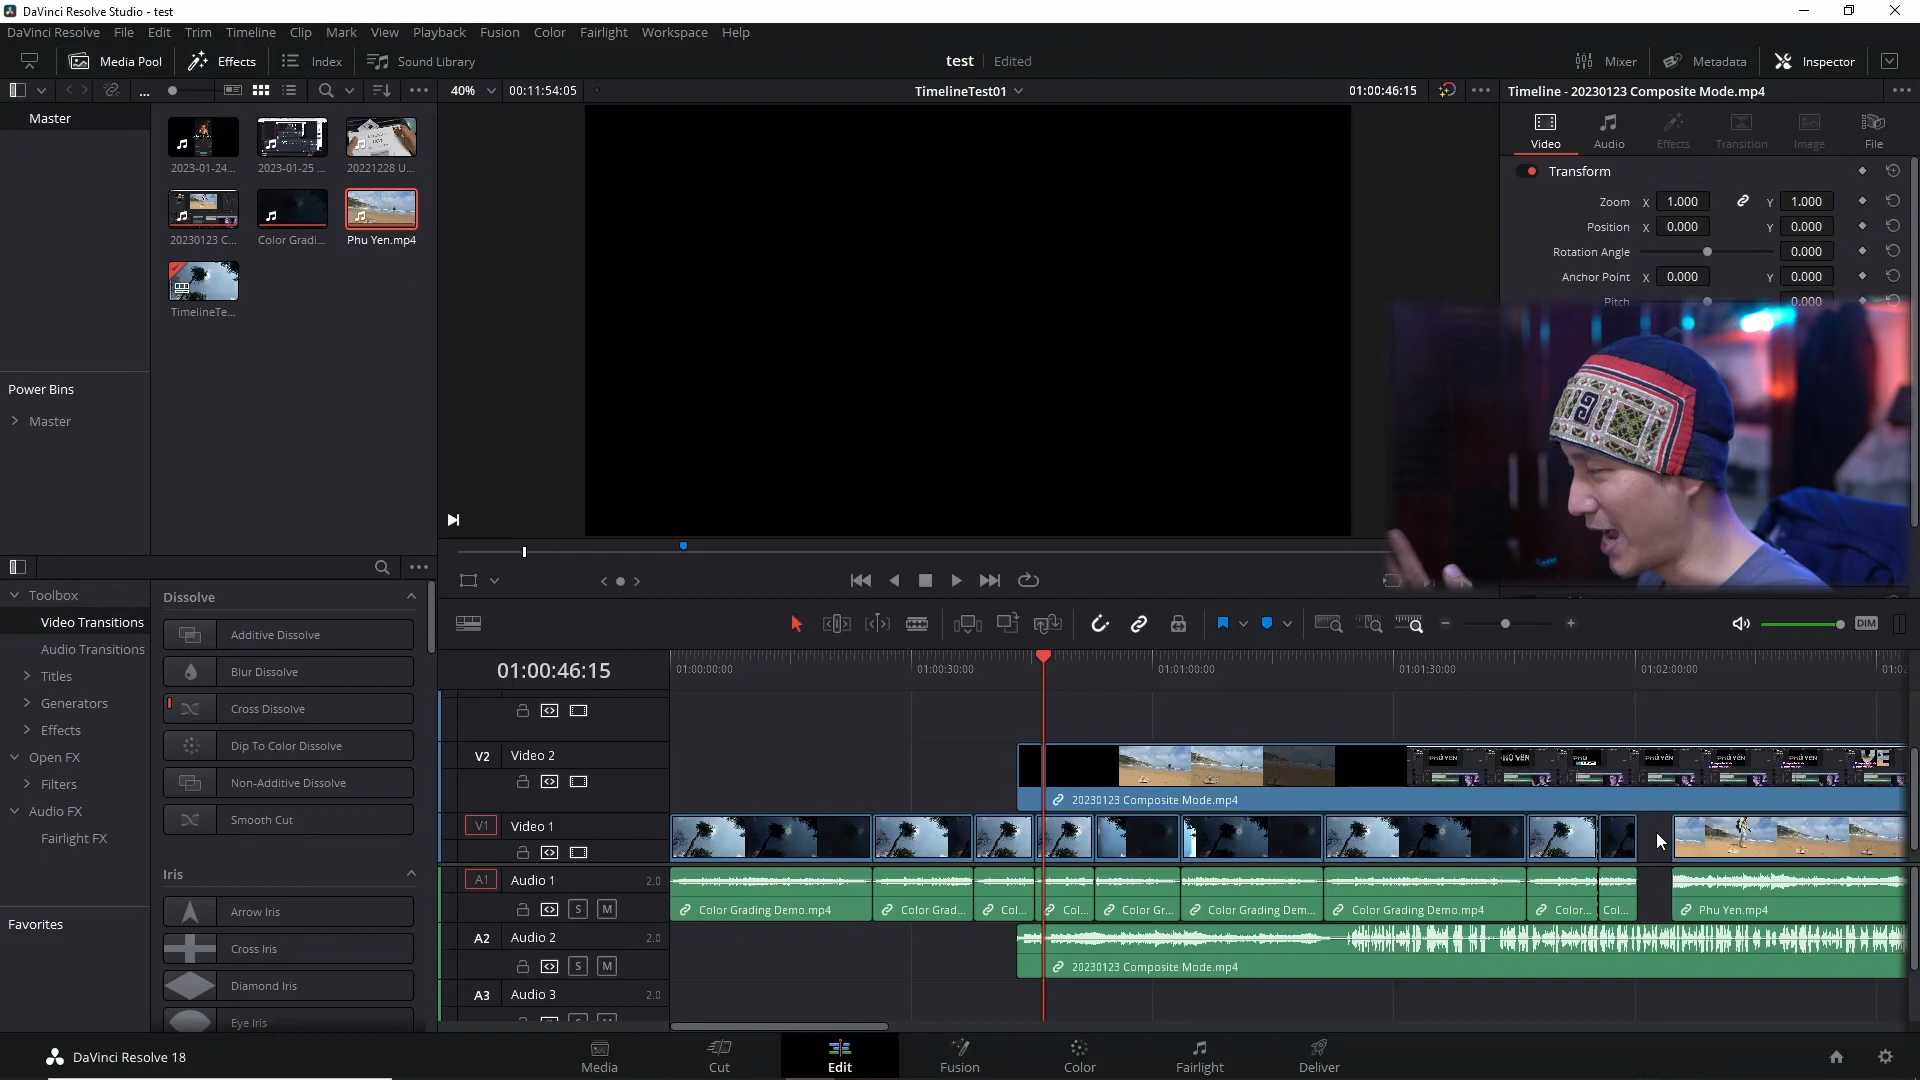 DaVinci Resolve Studio - test
DaVinci Resolve File Edit Trim Timeline Clip Mark View Playback Fusion Color Fairlight Workspace Help
Media Pool Effects Index Sound Library test Edited Mixer Metadata Inspector
... 40% 00:11:54:05 TimelineTest01 01:00:46:15 Timeline - 20230123 Composite Mode.mp4
Master
2023-01-24... 2023-01-25 ... 20221228 U...
20230123 C... Color Gradi... Phu Yen.mp4
TimelineTe...
Power Bins
Master
Video Audio Effects Transition Image File
Transform
Zoom X 1.000 Y 1.000
Position X 0.000 Y 0.000
Rotation Angle 0.000
Anchor Point X 0.000 Y 0.000
Pitch 0.000
Toolbox
Video Transitions
Audio Transitions
Titles
Generators
Effects
Open FX
Filters
Audio FX
Fairlight FX
Favorites
Dissolve
Additive Dissolve
Blur Dissolve
Cross Dissolve
Dip To Color Dissolve
Non-Additive Dissolve
Smooth Cut
Iris
Arrow Iris
Cross Iris
Diamond Iris
Eye Iris
DIM
01:00:46:15
01:00:00:00 01:00:30:00 01:01:00:00 01:01:30:00 01:02:00:00
V2 Video 2
20230123 Composite Mode.mp4
V1 Video 1
A1 Audio 1 2.0
S M
Color Grading Demo.mp4 Color Grad... Col... Col... Color Gr... Color Grading Dem... Color Grading Demo.mp4 Color... Col... Phu Yen.mp4
A2 Audio 2 2.0
S M
20230123 Composite Mode.mp4
A3 Audio 3 2.0
DaVinci Resolve 18
Media Cut Edit Fusion Color Fairlight Deliver